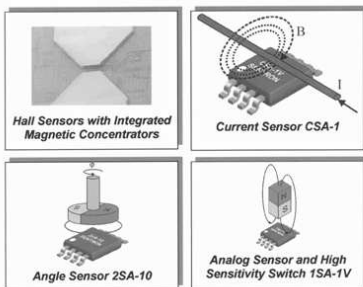 Hall Sensors with Integrated
Magnetic Concentrators
B
I
Current Sensor CSA-1
Angle Sensor 2SA-10
N
S
Analog Sensor and High
Sensitivity Switch 1SA-1V